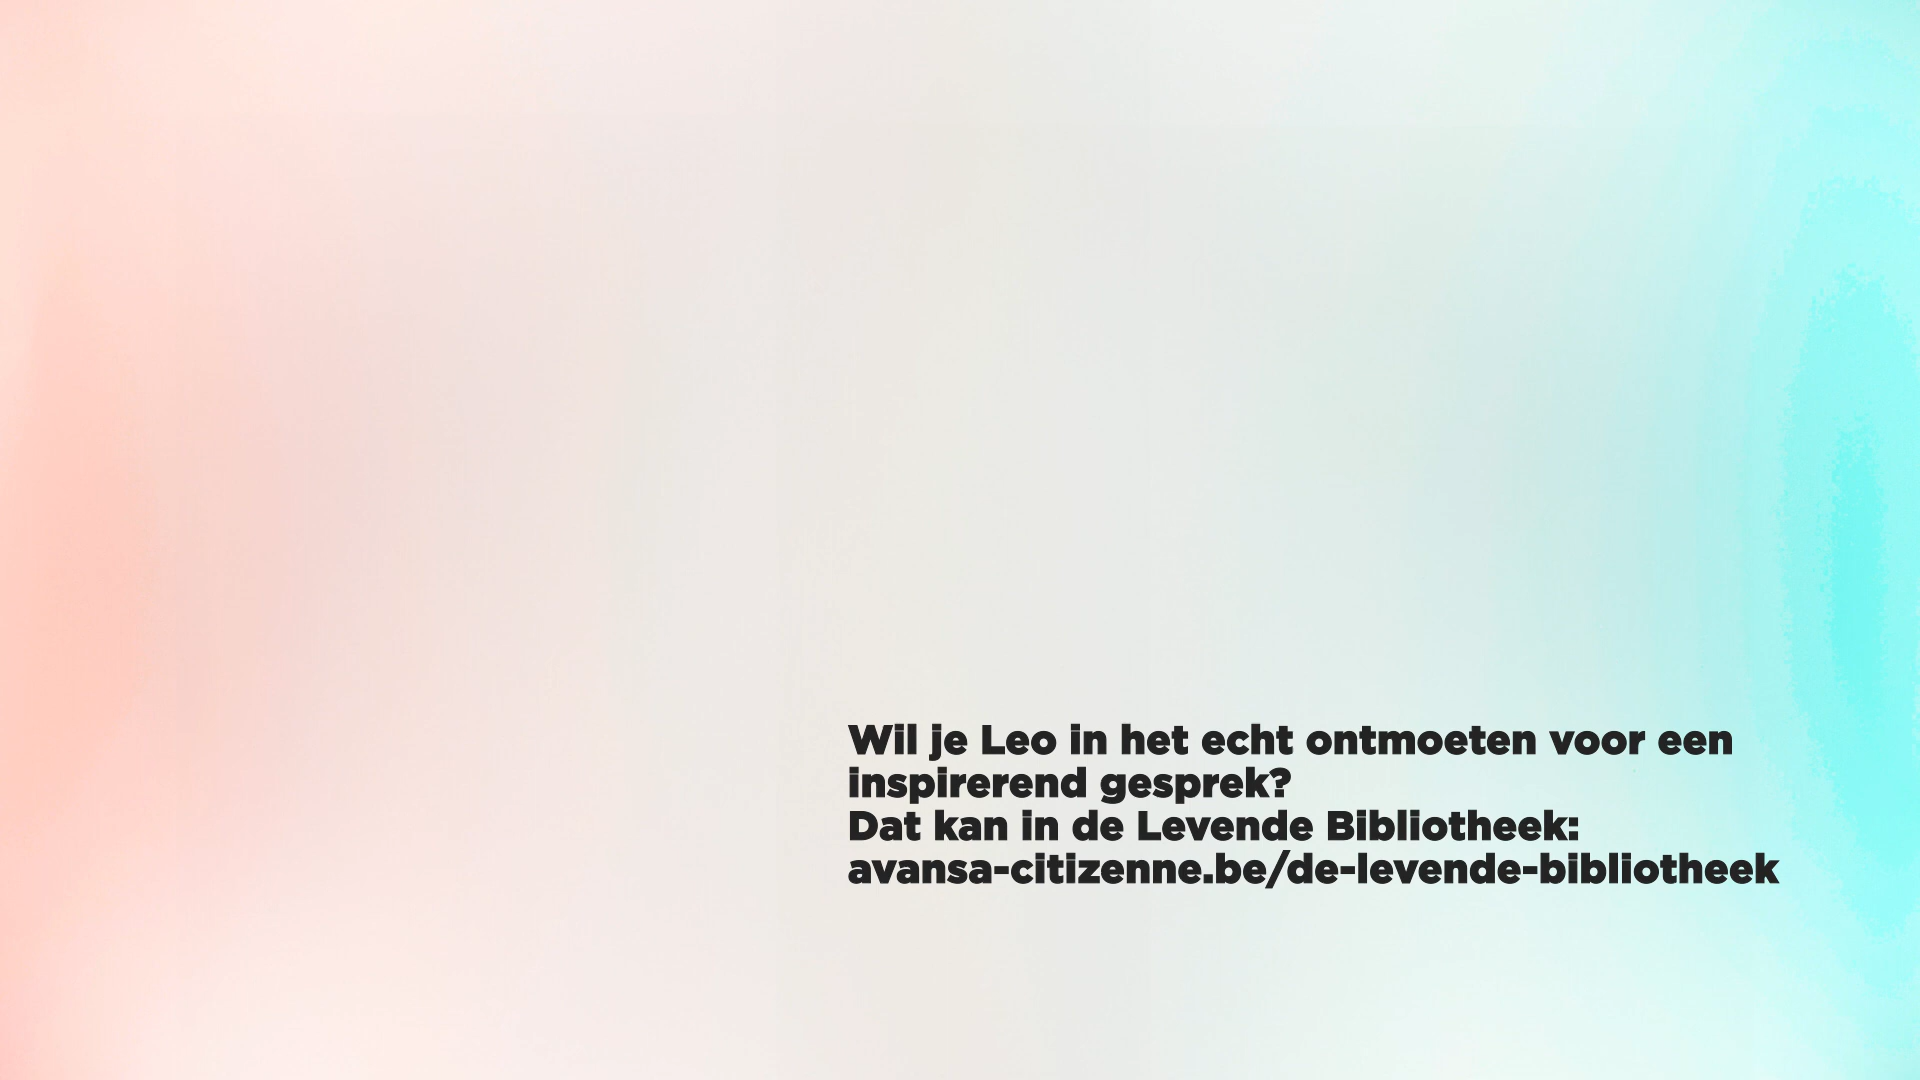 Wil je Leo in het echt ontmoeten voor een
inspirerend gesprek?
Dat kan in de Levende Bibliotheek:
avansa-citizenne.be/de-levende-bibliotheek